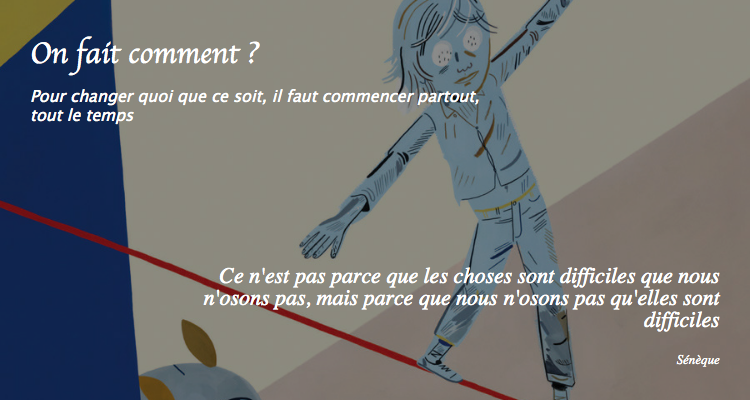 On fait comment ?
Pour changer quoi que ce soit, il faut commencer partout,
tout le temps
Ce n'est pas parce que les choses sont difficiles que nous
n'osons pas, mais parce que nous n'osons pas qu'elles sont
difficiles
Sénèque